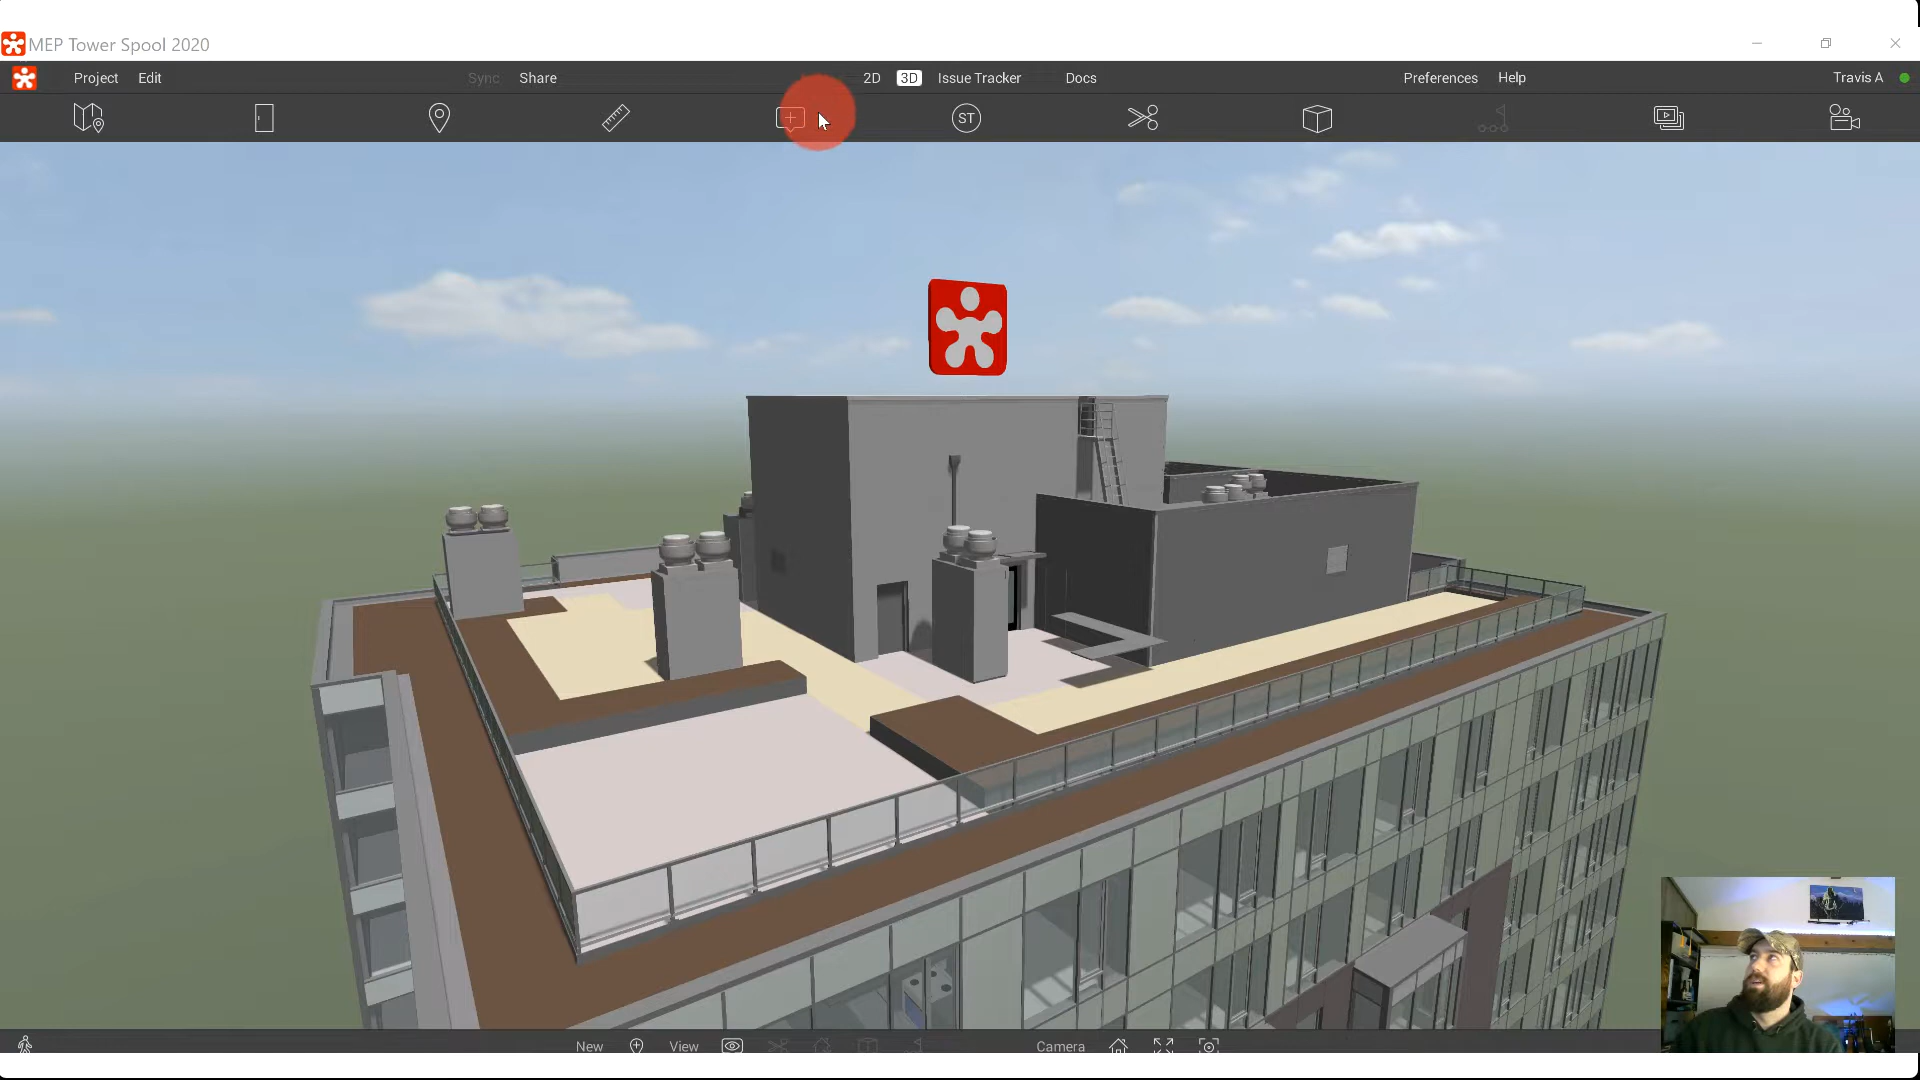 MEP Tower Spool 2020
Project Edit Sync Share 2D 3D Issue Tracker Docs Preferences Help Travis A
ST
New View Camera